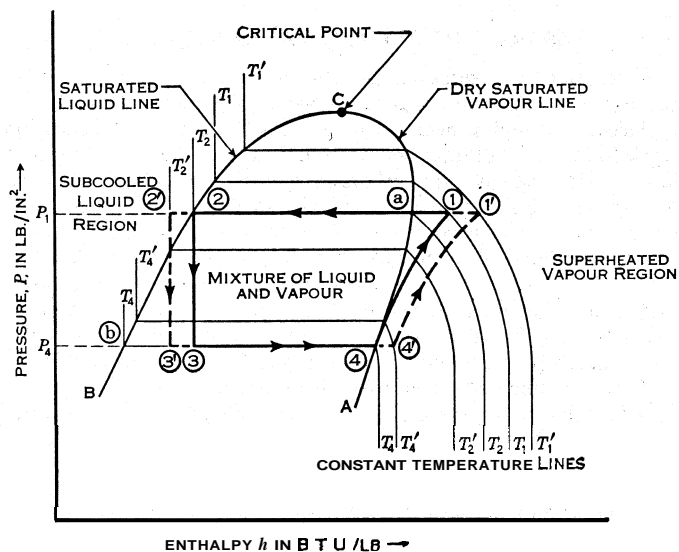 CRITICAL POINT
SATURATED
LIQUID LINE
T₁′
T₁
C
DRY SATURATED
VAPOUR LINE
T₂
T₂′
SUBCOOLED
LIQUID
REGION
2′
2
a
1
1′
P₁
PRESSURE, P, IN LB./IN.²
T₄′
T₄
MIXTURE OF LIQUID
AND VAPOUR
SUPERHEATED
VAPOUR REGION
b
P₄
3′
3
4
4′
B
A
T₄ T₄′ T₂′ T₂ T₁ T₁′
CONSTANT TEMPERATURE LINES
ENTHALPY h IN BTU/LB